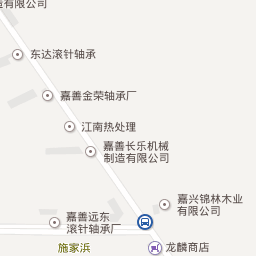 造有限公司
东达滚针轴承
嘉善金荣轴承厂
江南热处理
嘉善长乐机械
制造有限公司
嘉兴锦林木业
有限公司
嘉善远东
滚针轴承厂
施家浜
龙麟商店